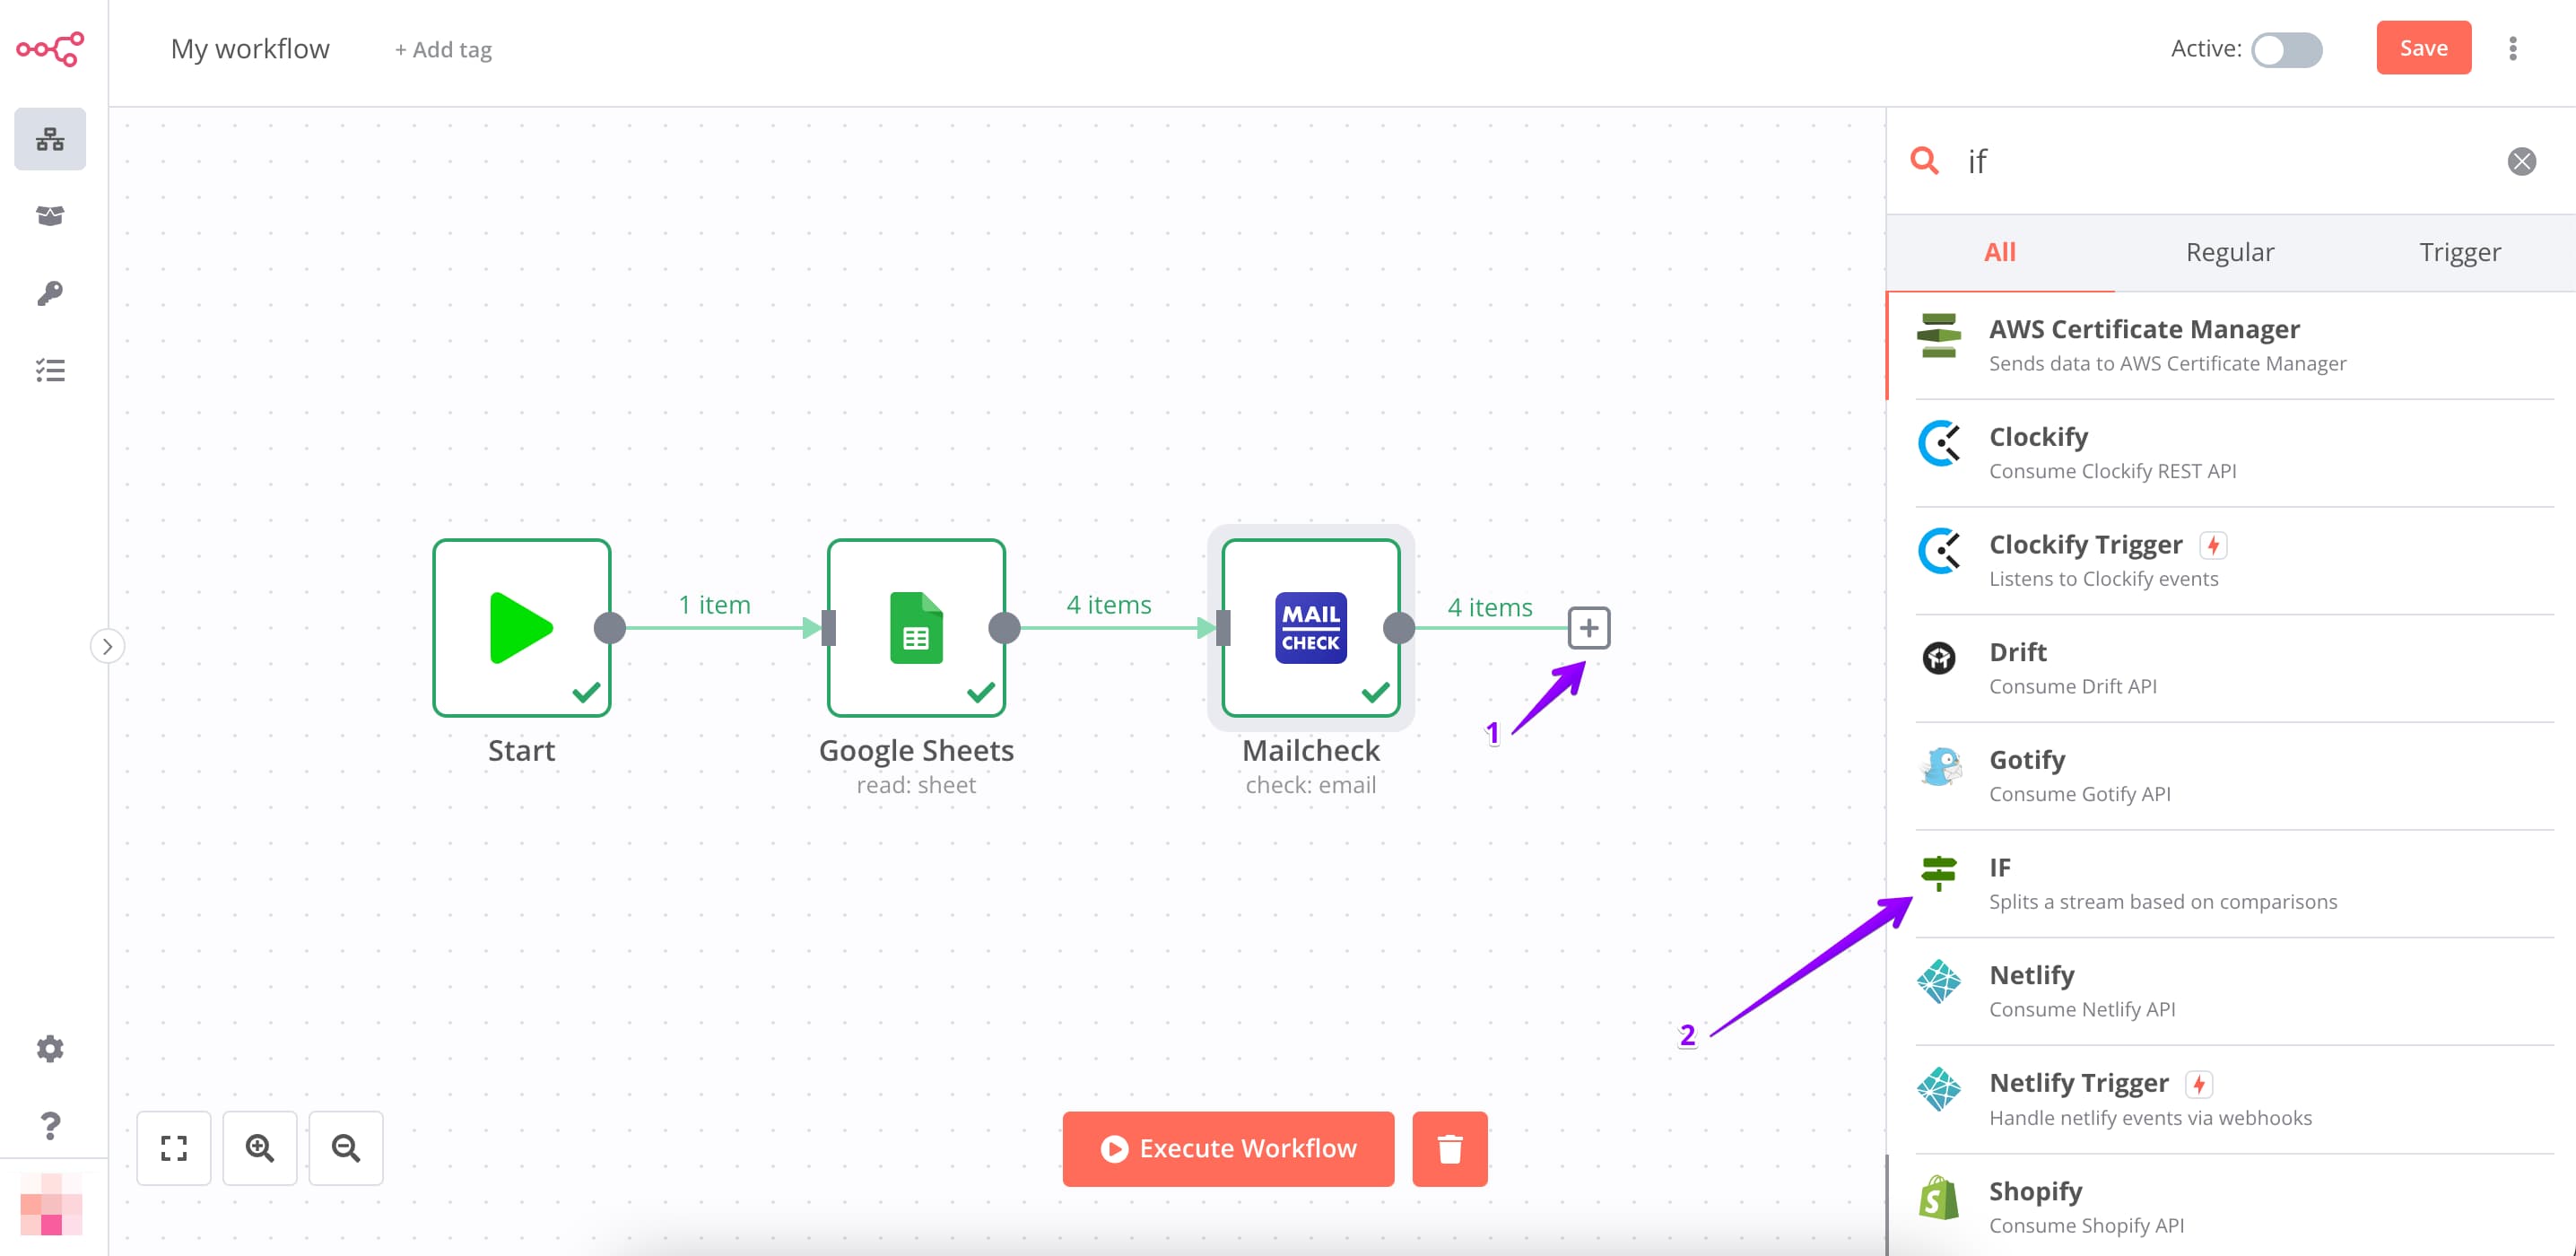 My workflow
+ Add tag
Active:
Save
if
All
Regular
Trigger
AWS Certificate Manager
Sends data to AWS Certificate Manager
Clockify
Consume Clockify REST API
Clockify Trigger
Listens to Clockify events
Drift
Consume Drift API
Gotify
Consume Gotify API
IF
Splits a stream based on comparisons
Netlify
Consume Netlify API
Netlify Trigger
Handle netlify events via webhooks
Shopify
Consume Shopify API
1 item
4 items
4 items
MAIL
CHECK
1
Start
Google Sheets
read: sheet
Mailcheck
check: email
2
Execute Workflow